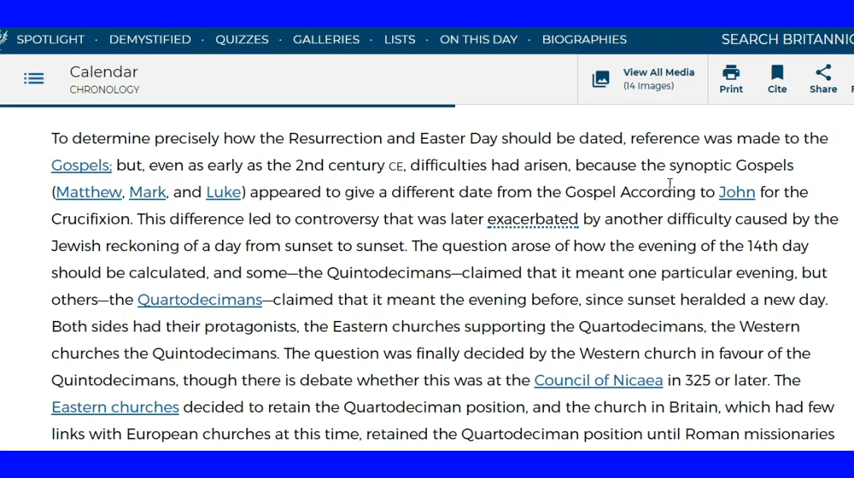 SPOTLIGHT · DEMYSTIFIED · QUIZZES · GALLERIES · LISTS · ON THIS DAY · BIOGRAPHIES SEARCH BRITANNIC
Calendar
CHRONOLOGY
View All Media
(14 Images)
Print
Cite
Share
F
To determine precisely how the Resurrection and Easter Day should be dated, reference was made to the
Gospels; but, even as early as the 2nd century CE, difficulties had arisen, because the synoptic Gospels
(Matthew, Mark, and Luke) appeared to give a different date from the Gospel According to John for the
Crucifixion. This difference led to controversy that was later exacerbated by another difficulty caused by the
Jewish reckoning of a day from sunset to sunset. The question arose of how the evening of the 14th day
should be calculated, and some—the Quintodecimans—claimed that it meant one particular evening, but
others—the Quartodecimans—claimed that it meant the evening before, since sunset heralded a new day.
Both sides had their protagonists, the Eastern churches supporting the Quartodecimans, the Western
churches the Quintodecimans. The question was finally decided by the Western church in favour of the
Quintodecimans, though there is debate whether this was at the Council of Nicaea in 325 or later. The
Eastern churches decided to retain the Quartodeciman position, and the church in Britain, which had few
links with European churches at this time, retained the Quartodeciman position until Roman missionaries